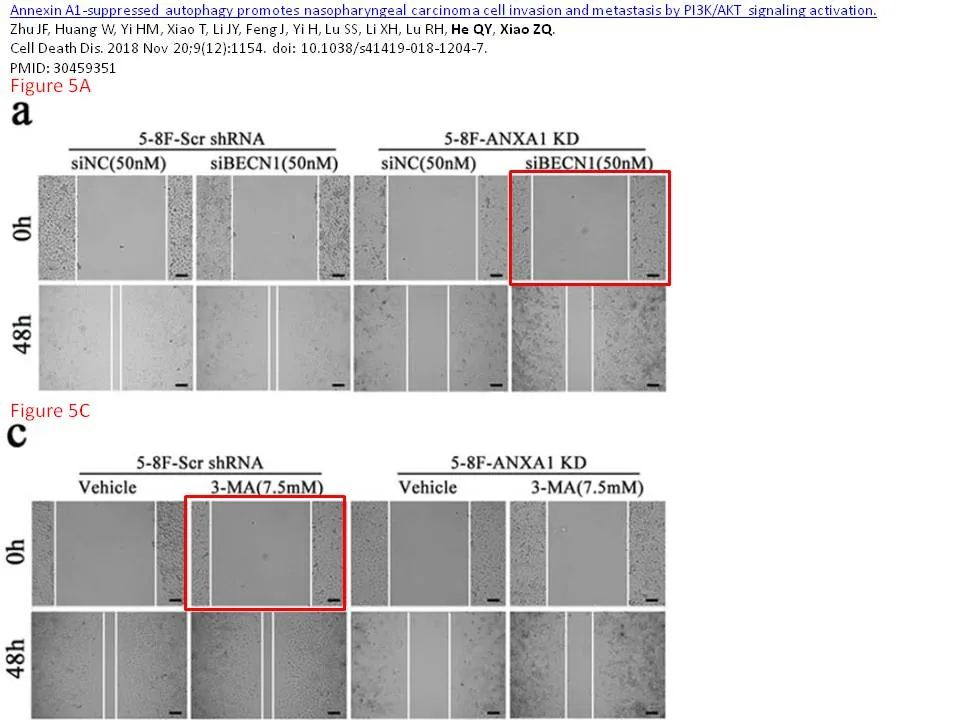 Annexin A1-suppressed autophagy promotes nasopharyngeal carcinoma cell invasion and metastasis by PI3K/AKT signaling activation.
Zhu JF, Huang W, Yi HM, Xiao T, Li JY, Feng J, Yi H, Lu SS, Li XH, Lu RH, He QY, Xiao ZQ.
Cell Death Dis. 2018 Nov 20;9(12):1154. doi: 10.1038/s41419-018-1204-7.
PMID: 30459351
Figure 5A
a
5-8F-Scr shRNA 5-8F-ANXA1 KD
siNC(50nM) siBECN1(50nM) siNC(50nM) siBECN1(50nM)
0h
48h
Figure 5C
c
5-8F-Scr shRNA 5-8F-ANXA1 KD
Vehicle 3-MA(7.5mM) Vehicle 3-MA(7.5mM)
0h
48h